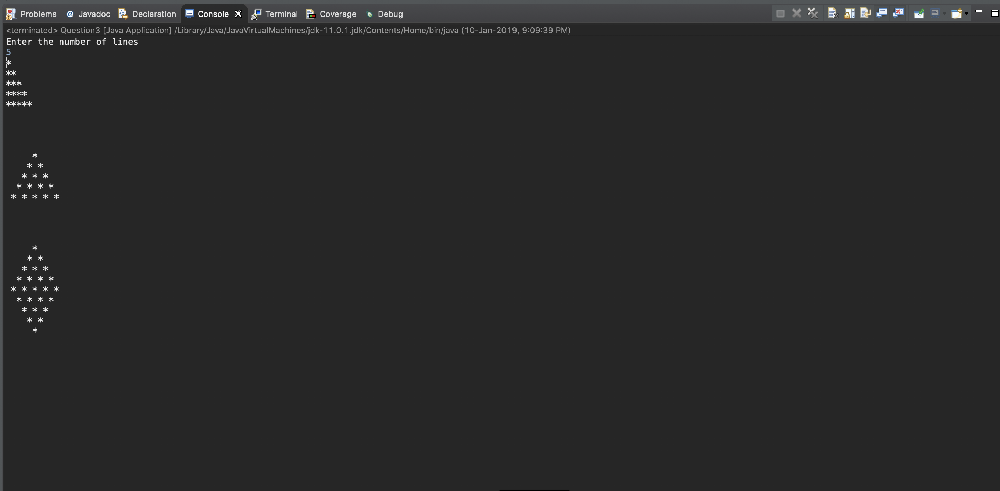 Problems @ Javadoc Declaration Console Terminal Coverage Debug
<terminated> Question3 [Java Application] /Library/Java/JavaVirtualMachines/jdk-11.0.1.jdk/Contents/Home/bin/java (10-Jan-2019, 9:09:39 PM)
Enter the number of lines
5
*
**
***
****
*****
     *
    * *
   * * *
  * * * *
 * * * * *
     *
    * *
   * * *
  * * * *
 * * * * *
  * * * *
   * * *
    * *
     *